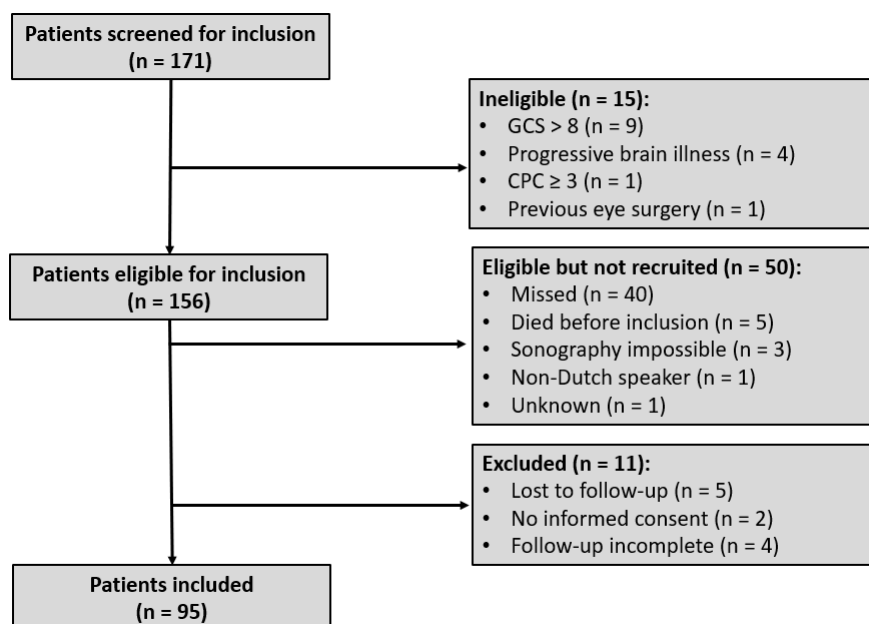 Patients screened for inclusion
(n = 171)
Ineligible (n = 15):
• GCS > 8 (n = 9)
• Progressive brain illness (n = 4)
• CPC ≥ 3 (n = 1)
• Previous eye surgery (n = 1)
Patients eligible for inclusion
(n = 156)
Eligible but not recruited (n = 50):
• Missed (n = 40)
• Died before inclusion (n = 5)
• Sonography impossible (n = 3)
• Non-Dutch speaker (n = 1)
• Unknown (n = 1)
Excluded (n = 11):
• Lost to follow-up (n = 5)
• No informed consent (n = 2)
• Follow-up incomplete (n = 4)
Patients included
(n = 95)